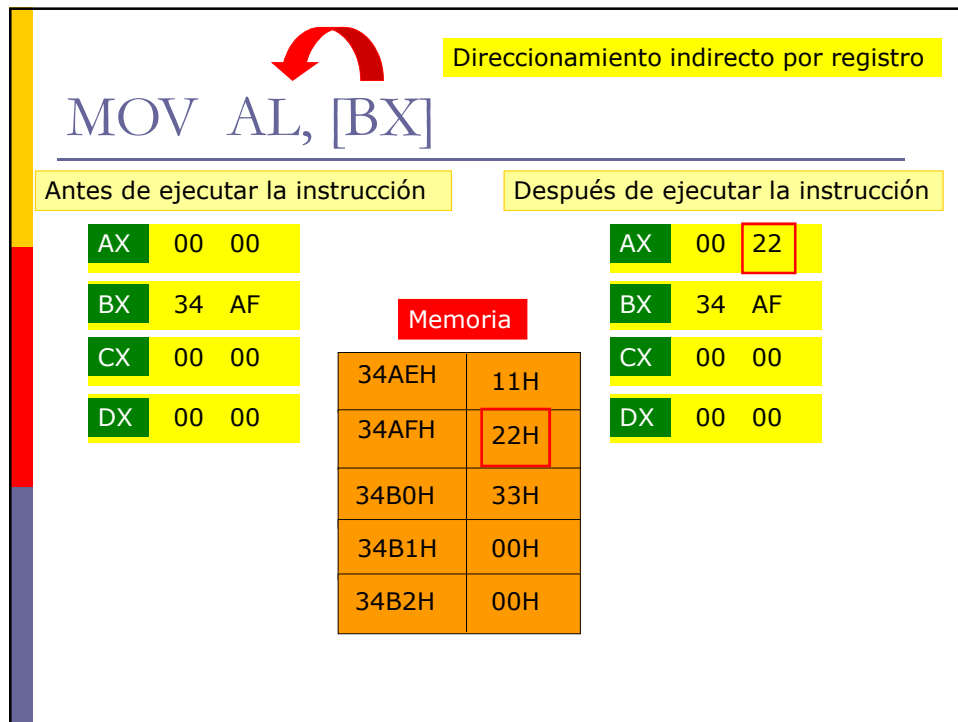 Direccionamiento indirecto por registro
MOV AL, [BX]
Antes de ejecutar la instrucción
AX 00 00
BX 34 AF
CX 00 00
DX 00 00
Memoria
34AEH 11H
34AFH 22H
34B0H 33H
34B1H 00H
34B2H 00H
Después de ejecutar la instrucción
AX 00 22
BX 34 AF
CX 00 00
DX 00 00